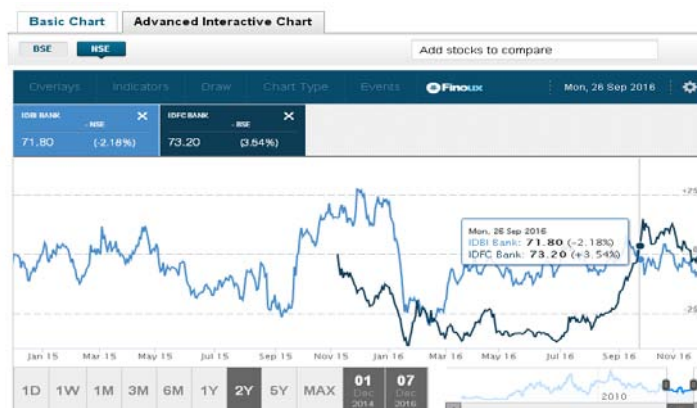 Basic Chart Advanced Interactive Chart
BSE NSE Add stocks to compare
Overlays Indicators Draw Chart Type Events Finoux Mon, 26 Sep 2016
IDBI BANK
- NSE
71.80 (-2.18%)
IDFC BANK
- BSE
73.20 (3.54%)
Mon, 26 Sep 2016
IDBI Bank: 71.80 (-2.18%)
IDFC Bank: 73.20 (+3.54%)
Jan 15 Mar 15 May 15 Jul 15 Sep 15 Nov 15 Jan 16 Mar 16 May 16 Jul 16 Sep 16 Nov 16
1D 1W 1M 3M 6M 1Y 2Y 5Y MAX
01 Dec 2014
07 Dec 2016
2010